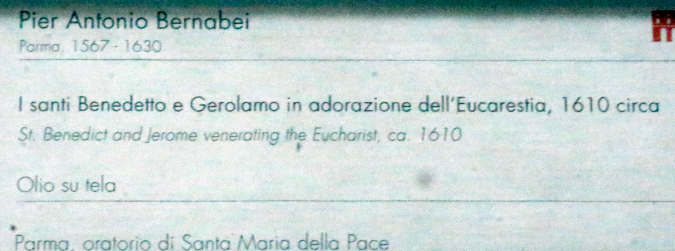 Pier Antonio Bernabei
Parma, 1567 - 1630
I santi Benedetto e Gerolamo in adorazione dell'Eucarestia, 1610 circa
St. Benedict and Jerome venerating the Eucharist, ca. 1610
Olio su tela
Parma, oratorio di Santa Maria della Pace